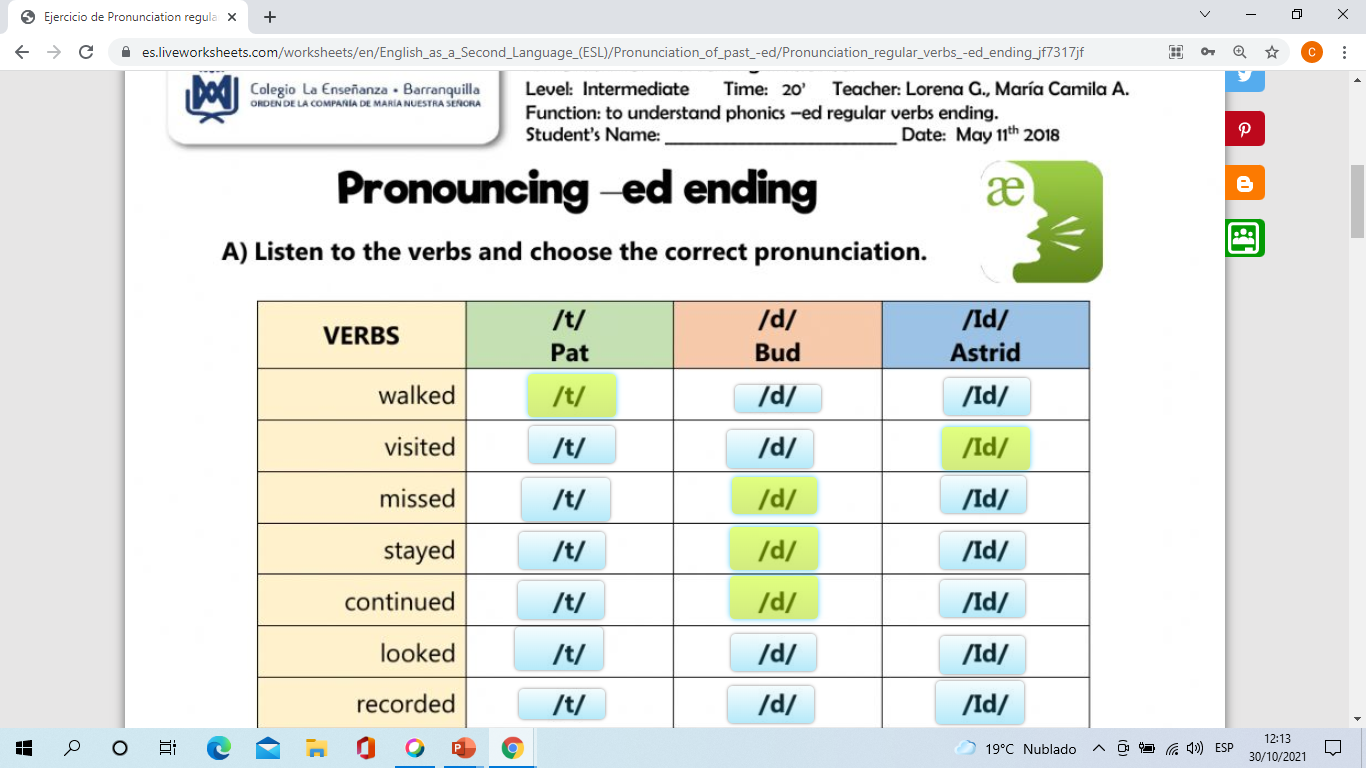 Ejercicio de Pronunciation regula
es.liveworksheets.com/worksheets/en/English_as_a_Second_Language_(ESL)/Pronunciation_of_past_-ed/Pronunciation_regular_verbs_-ed_ending_jf7317jf
C
Colegio La Enseñanza • Barranquilla
ORDEN DE LA COMPAÑÍA DE MARÍA NUESTRA SEÑORA
Level: Intermediate Time: 20' Teacher: Lorena G., María Camila A.
Function: to understand phonics –ed regular verbs ending.
Student's Name: __________________________ Date: May 11th 2018
Pronouncing –ed ending
æ
A) Listen to the verbs and choose the correct pronunciation.
VERBS /t/ Pat /d/ Bud /Id/ Astrid
walked /t/ /d/ /Id/
visited /t/ /d/ /Id/
missed /t/ /d/ /Id/
stayed /t/ /d/ /Id/
continued /t/ /d/ /Id/
looked /t/ /d/ /Id/
recorded /t/ /d/ /Id/
19°C Nublado ESP 12:13
30/10/2021